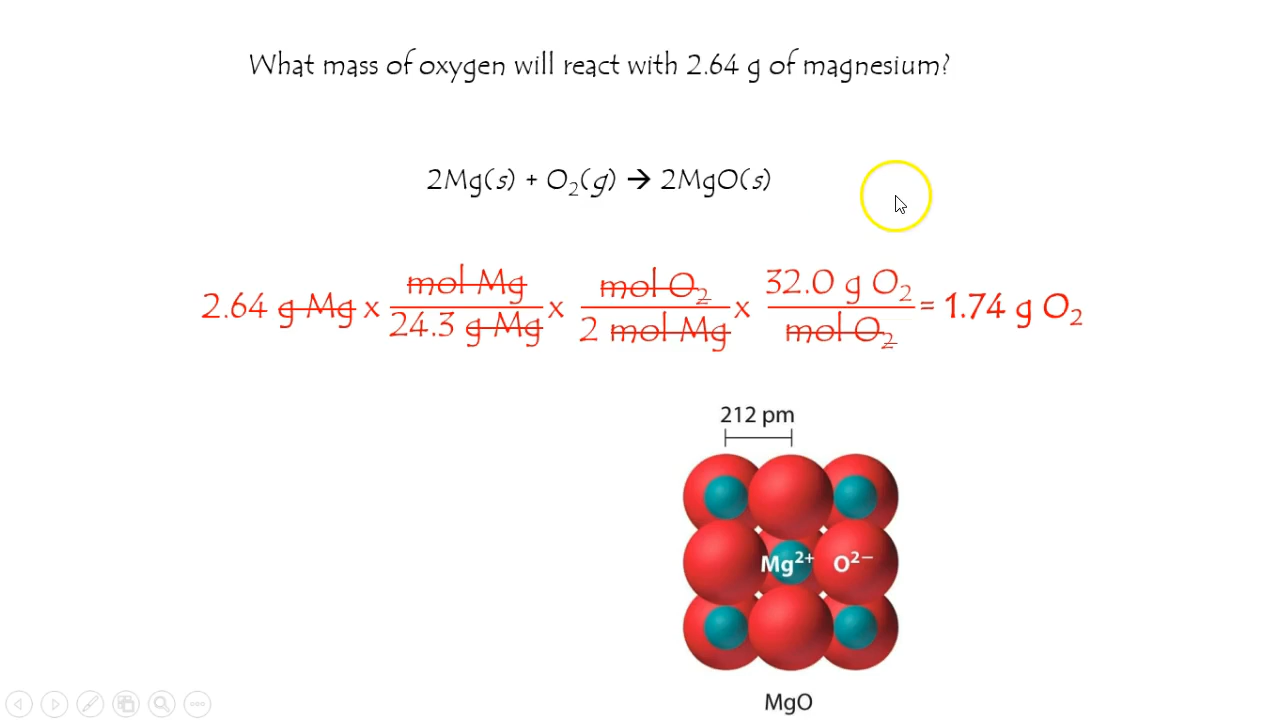 What mass of oxygen will react with 2.64 g of magnesium?
2Mg(s) + O₂(g) → 2MgO(s)
mol Mg mol O₂ 32.0 g O₂
2.64 g Mg x x x = 1.74 g O₂
24.3 g Mg 2 mol Mg mol O₂
212 pm
Mg²⁺ O²⁻
MgO